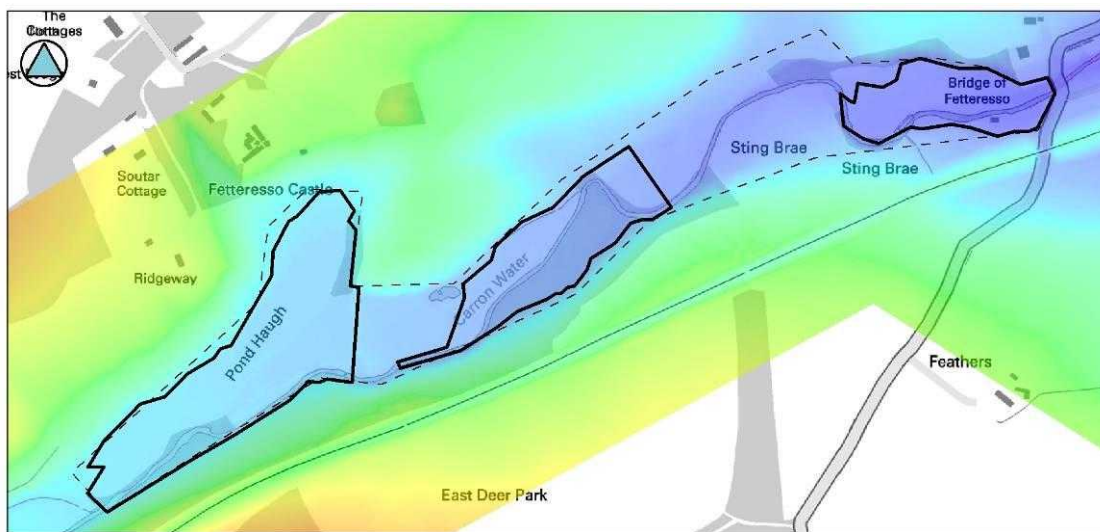 The
Cottages
Bridge of
Fetteresso
Sting Brae
Sting Brae
Soutar
Cottage
Fetteresso Castle
Ridgeway
Carron Water
Pond Haugh
Feathers
East Deer Park